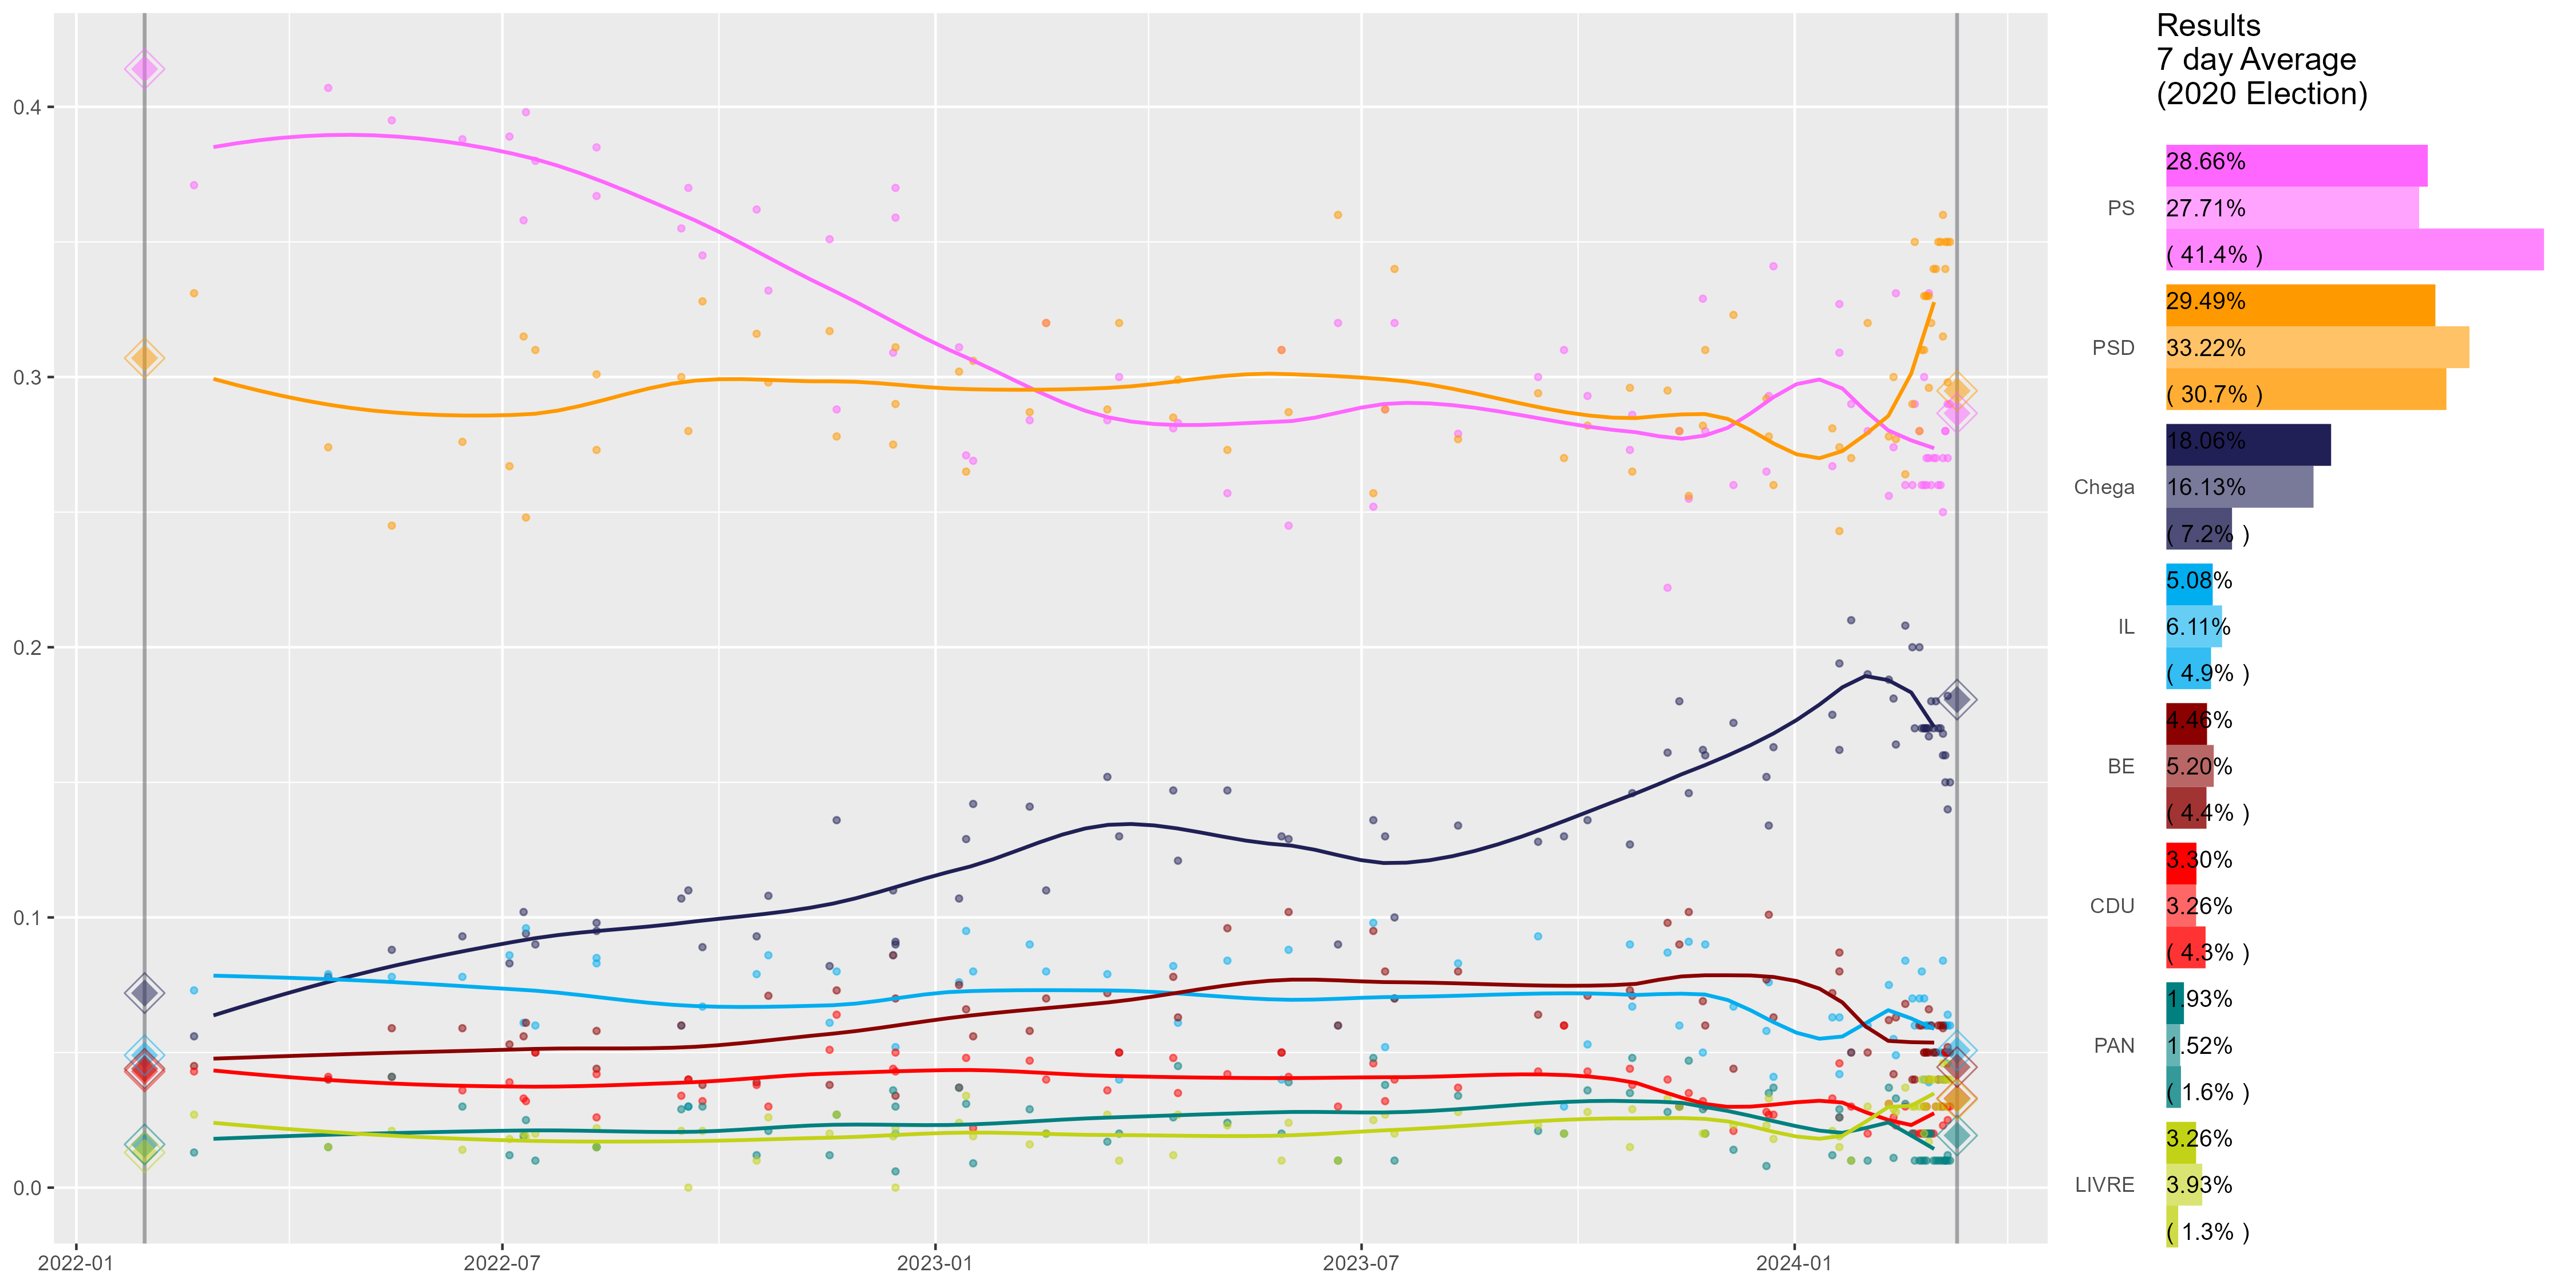 Results
7 day Average
(2020 Election)
0.4
0.3
0.2
0.1
0.0
2022-01
2022-07
2023-01
2023-07
2024-01
PS
28.66%
27.71%
( 41.4% )
PSD
29.49%
33.22%
( 30.7% )
Chega
18.06%
16.13%
( 7.2% )
IL
5.08%
6.11%
( 4.9% )
BE
4.46%
5.20%
( 4.4% )
CDU
3.30%
3.26%
( 4.3% )
PAN
1.93%
1.52%
( 1.6% )
LIVRE
3.26%
3.93%
( 1.3% )